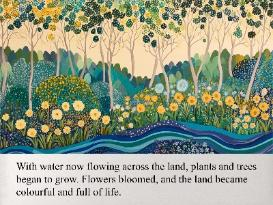 With water now flowing across the land, plants and trees
began to grow. Flowers bloomed, and the land became
colourful and full of life.